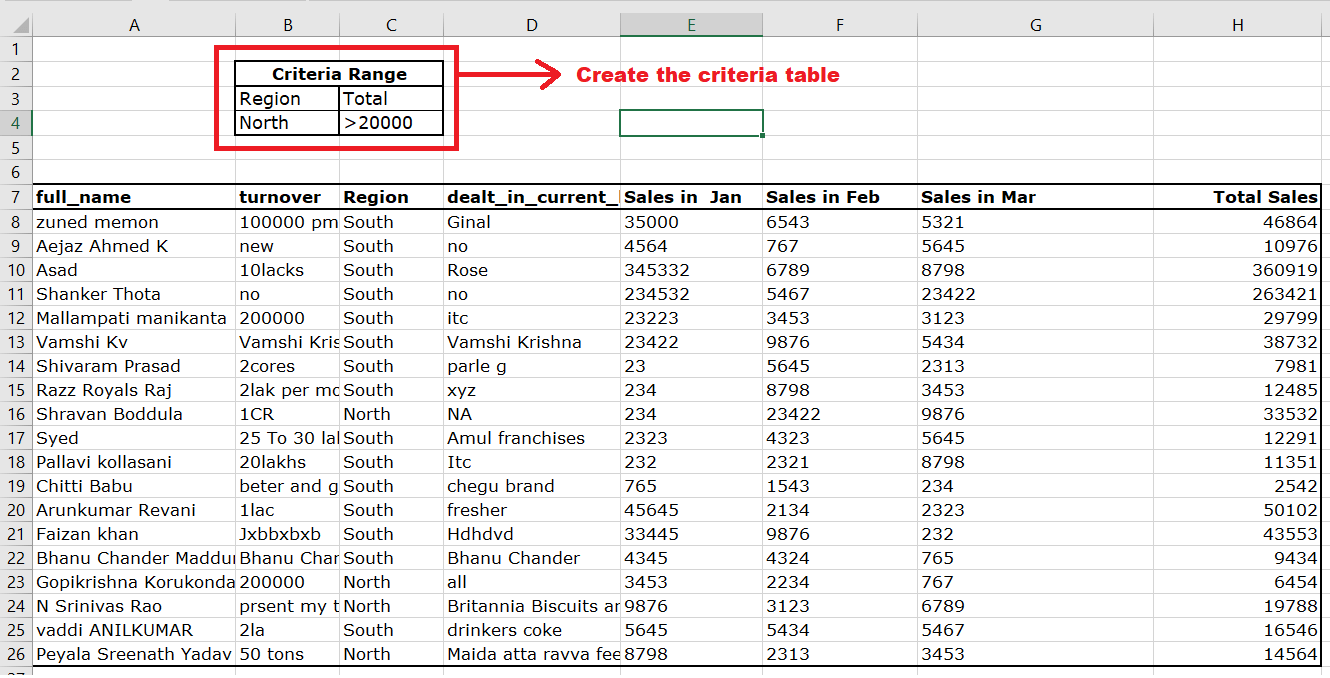 A B C D E F G H
1
2 Criteria Range Create the criteria table
3 Region Total
4 North >20000
5
6
7 full_name turnover Region dealt_in_current_ Sales in  Jan Sales in Feb Sales in Mar Total Sales
8 zuned memon 100000 pm South Ginal 35000 6543 5321 46864
9 Aejaz Ahmed K new South no 4564 767 5645 10976
10 Asad 10lacks South Rose 345332 6789 8798 360919
11 Shanker Thota no South no 234532 5467 23422 263421
12 Mallampati manikanta 200000 South itc 23223 3453 3123 29799
13 Vamshi Kv Vamshi Kris South Vamshi Krishna 23422 9876 5434 38732
14 Shivaram Prasad 2cores South parle g 23 5645 2313 7981
15 Razz Royals Raj 2lak per mo South xyz 234 8798 3453 12485
16 Shravan Boddula 1CR North NA 234 23422 9876 33532
17 Syed 25 To 30 lal South Amul franchises 2323 4323 5645 12291
18 Pallavi kollasani 20lakhs South Itc 232 2321 8798 11351
19 Chitti Babu beter and g South chegu brand 765 1543 234 2542
20 Arunkumar Revani 1lac South fresher 45645 2134 2323 50102
21 Faizan khan Jxbbxbxb South Hdhdvd 33445 9876 232 43553
22 Bhanu Chander Maddu Bhanu Char South Bhanu Chander 4345 4324 765 9434
23 Gopikrishna Korukonda 200000 North all 3453 2234 767 6454
24 N Srinivas Rao prsent my t North Britannia Biscuits ar 9876 3123 6789 19788
25 vaddi ANILKUMAR 2la South drinkers coke 5645 5434 5467 16546
26 Peyala Sreenath Yadav 50 tons North Maida atta ravva fee 8798 2313 3453 14564